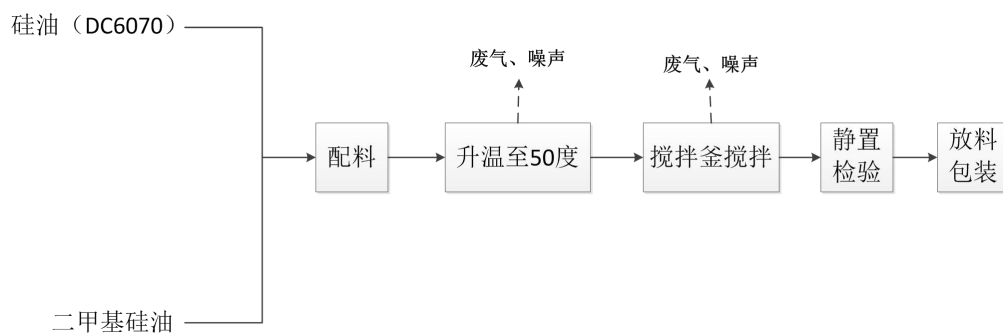 硅油（DC6070）
废气、噪声
废气、噪声
配料
升温至50度
搅拌釜搅拌
静置
检验
放料
包装
二甲基硅油